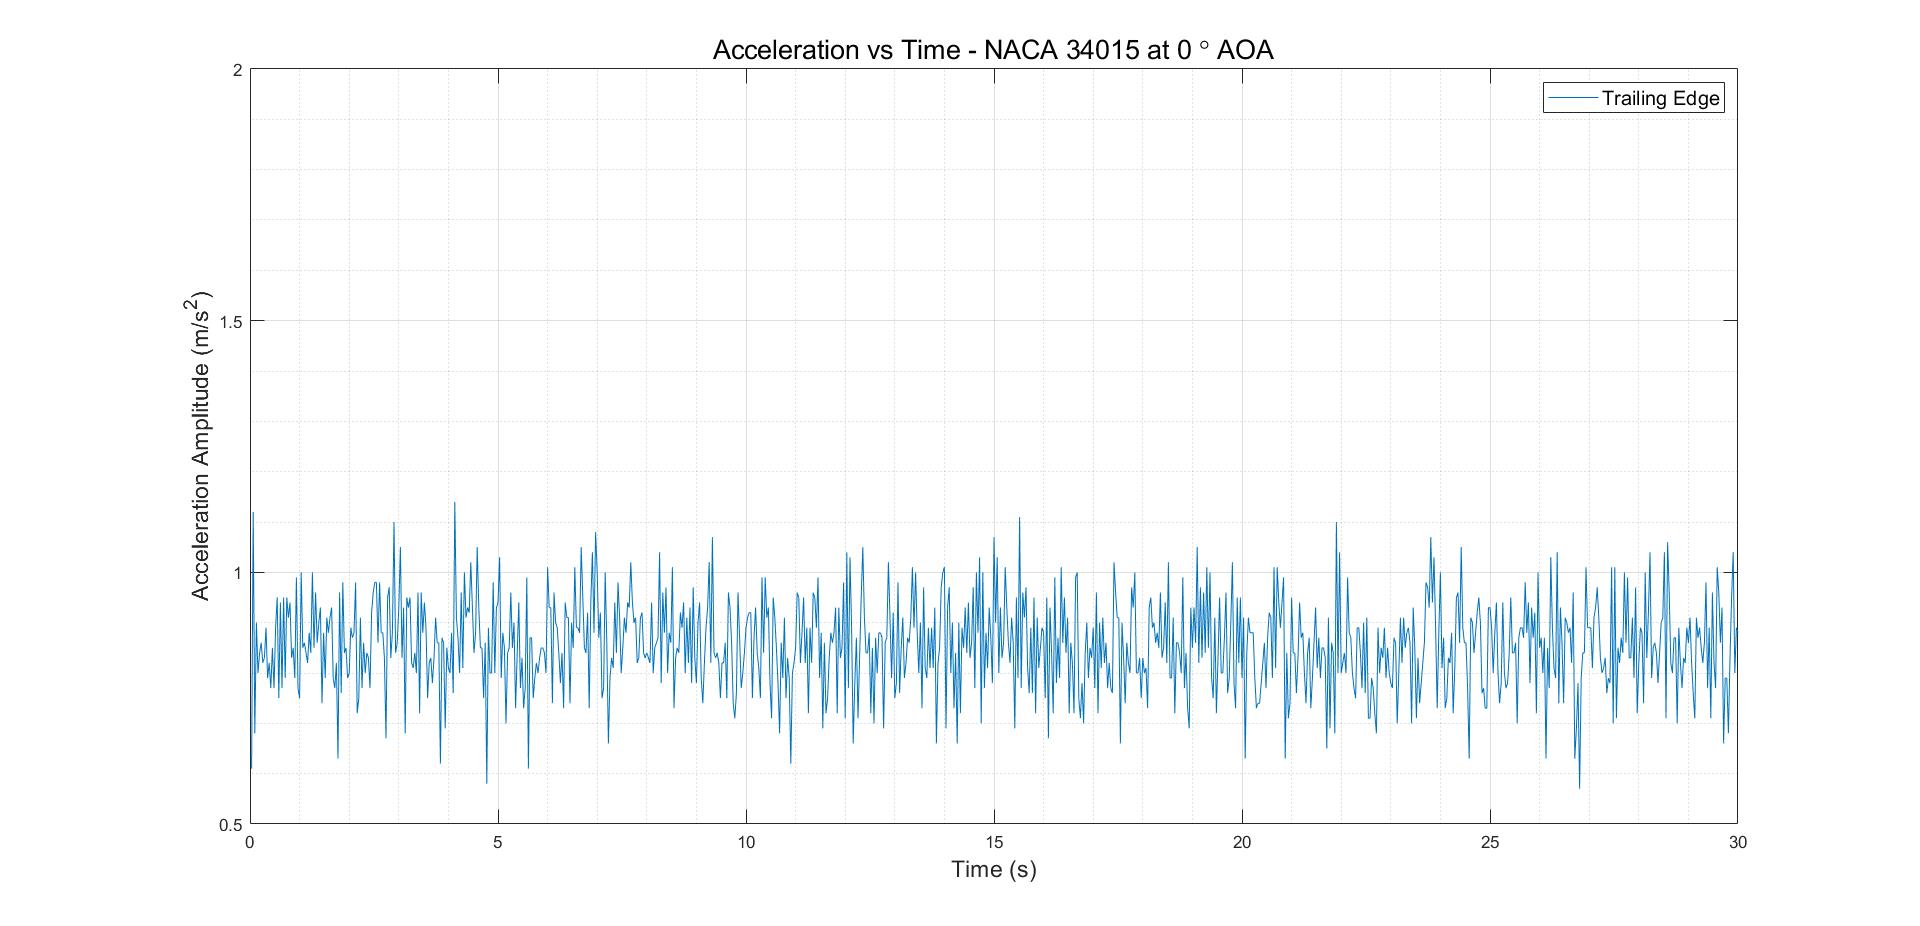 Acceleration vs Time - NACA 34015 at 0 ° AOA
Trailing Edge
Acceleration Amplitude (m/s²)
2
1.5
1
0.5
0 5 10 15 20 25 30
Time (s)